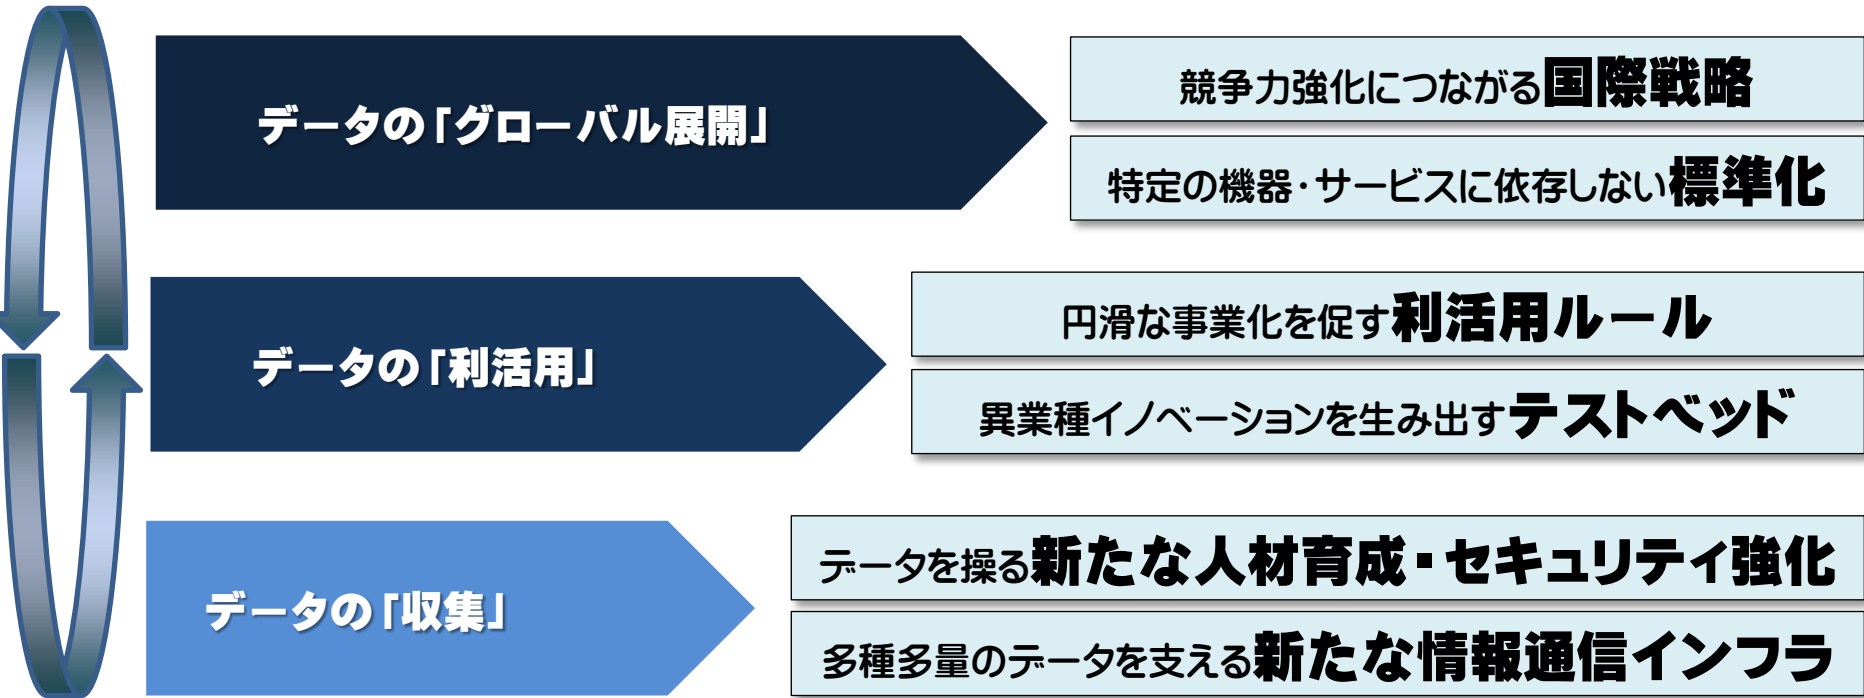 データの「グローバル展開」
競争力強化につながる国際戦略
特定の機器・サービスに依存しない標準化
データの「利活用」
円滑な事業化を促す利活用ルール
異業種イノベーションを生み出すテストベッド
データの「収集」
データを操る新たな人材育成・セキュリティ強化
多種多量のデータを支える新たな情報通信インフラ